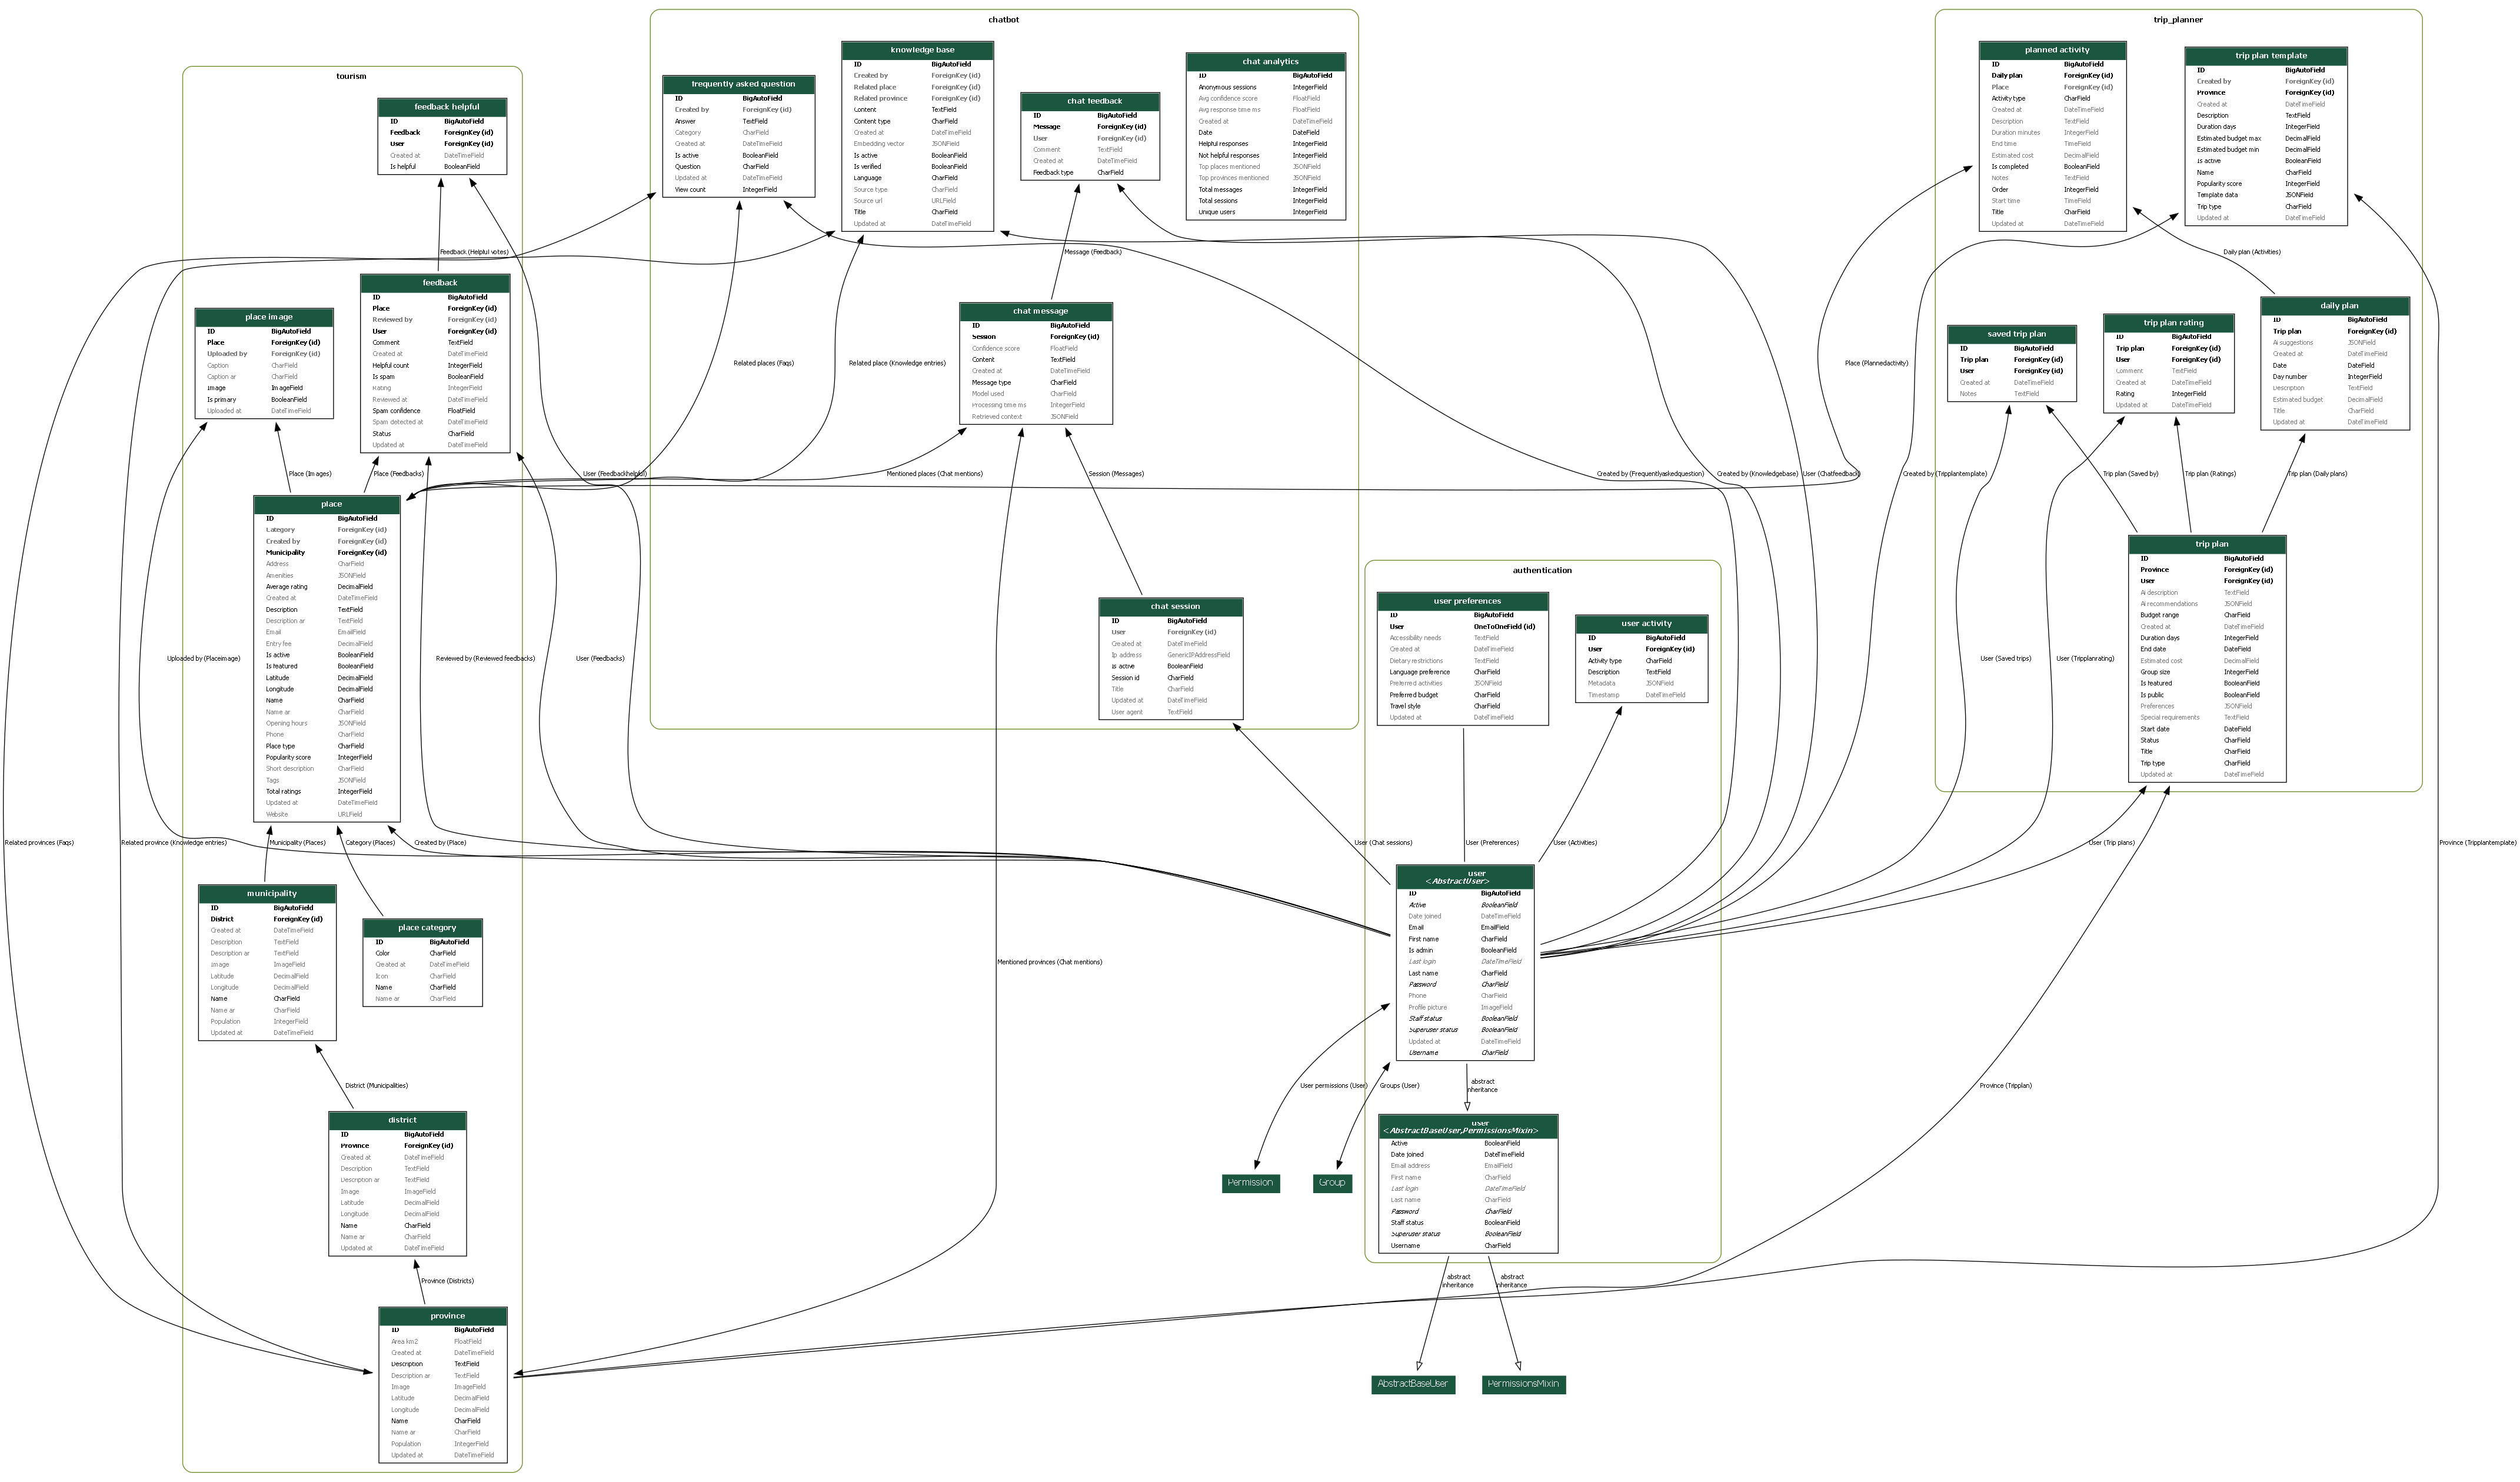 chatbot
trip_planner
tourism
authentication
feedback helpful
ID BigAutoField
Feedback ForeignKey (id)
User ForeignKey (id)
Created at DateTimeField
Is helpful BooleanField
frequently asked question
ID BigAutoField
Created by ForeignKey (id)
Answer TextField
Category CharField
Created at DateTimeField
Is active BooleanField
Question CharField
Updated at DateTimeField
View count IntegerField
knowledge base
ID BigAutoField
Created by ForeignKey (id)
Related place ForeignKey (id)
Related province ForeignKey (id)
Content TextField
Content type CharField
Created at DateTimeField
Embedding vector JSONField
Is active BooleanField
Is verified BooleanField
Language CharField
Source type CharField
Source url URLField
Title CharField
Updated at DateTimeField
chat feedback
ID BigAutoField
Message ForeignKey (id)
User ForeignKey (id)
Comment TextField
Created at DateTimeField
Feedback type CharField
chat analytics
ID BigAutoField
Anonymous sessions IntegerField
Avg confidence score FloatField
Avg response time ms FloatField
Created at DateTimeField
Date DateField
Helpful responses IntegerField
Not helpful responses IntegerField
Top places mentioned JSONField
Top provinces mentioned JSONField
Total messages IntegerField
Total sessions IntegerField
Unique users IntegerField
planned activity
ID BigAutoField
Daily plan ForeignKey (id)
Place ForeignKey (id)
Activity type CharField
Created at DateTimeField
Description TextField
Duration minutes IntegerField
End time TimeField
Estimated cost DecimalField
Is completed BooleanField
Notes TextField
Order IntegerField
Start time TimeField
Title CharField
Updated at DateTimeField
trip plan template
ID BigAutoField
Created by ForeignKey (id)
Province ForeignKey (id)
Created at DateTimeField
Description TextField
Duration days IntegerField
Estimated budget max DecimalField
Estimated budget min DecimalField
Is active BooleanField
Name CharField
Popularity score IntegerField
Template data JSONField
Trip type CharField
Updated at DateTimeField
Feedback (Helpful votes)
Message (Feedback)
Daily plan (Activities)
place image
ID BigAutoField
Place ForeignKey (id)
Uploaded by ForeignKey (id)
Caption CharField
Caption ar CharField
Image ImageField
Is primary BooleanField
Uploaded at DateTimeField
feedback
ID BigAutoField
Place ForeignKey (id)
Reviewed by ForeignKey (id)
User ForeignKey (id)
Comment TextField
Created at DateTimeField
Helpful count IntegerField
Is spam BooleanField
Rating IntegerField
Reviewed at DateTimeField
Spam confidence FloatField
Spam detected at DateTimeField
Status CharField
Updated at DateTimeField
Related places (Faqs)
Related place (Knowledge entries)
chat message
ID BigAutoField
Session ForeignKey (id)
Confidence score FloatField
Content TextField
Created at DateTimeField
Message type CharField
Model used CharField
Processing time ms IntegerField
Retrieved context JSONField
Place (Plannedactivity)
saved trip plan
ID BigAutoField
Trip plan ForeignKey (id)
User ForeignKey (id)
Created at DateTimeField
Notes TextField
trip plan rating
ID BigAutoField
Trip plan ForeignKey (id)
User ForeignKey (id)
Comment TextField
Created at DateTimeField
Rating IntegerField
Updated at DateTimeField
daily plan
ID BigAutoField
Trip plan ForeignKey (id)
Ai suggestions JSONField
Created at DateTimeField
Date DateField
Day number IntegerField
Description TextField
Estimated budget DecimalField
Title CharField
Updated at DateTimeField
Place (Images)
Place (Feedbacks)
User (Feedbackhelpful)
Mentioned places (Chat mentions)
Session (Messages)
Created by (Frequentlyaskedquestion)
Created by (Knowledgebase)
User (Chatfeedback)
Created by (Tripplantemplate)
Trip plan (Saved by)
Trip plan (Ratings)
Trip plan (Daily plans)
place
ID BigAutoField
Category ForeignKey (id)
Created by ForeignKey (id)
Municipality ForeignKey (id)
Address CharField
Amenities JSONField
Average rating DecimalField
Created at DateTimeField
Description TextField
Description ar TextField
Email EmailField
Entry fee DecimalField
Is active BooleanField
Is featured BooleanField
Latitude DecimalField
Longitude DecimalField
Name CharField
Name ar CharField
Opening hours JSONField
Phone CharField
Place type CharField
Popularity score IntegerField
Short description CharField
Tags JSONField
Total ratings IntegerField
Updated at DateTimeField
Website URLField
Uploaded by (Placeimage)
Reviewed by (Reviewed feedbacks)
User (Feedbacks)
chat session
ID BigAutoField
User ForeignKey (id)
Created at DateTimeField
Ip address GenericIPAddressField
Is active BooleanField
Session id CharField
Title CharField
Updated at DateTimeField
User agent TextField
user preferences
ID BigAutoField
User OneToOneField (id)
Accessibility needs TextField
Created at DateTimeField
Dietary restrictions TextField
Language preference CharField
Preferred activities JSONField
Preferred budget CharField
Travel style CharField
Updated at DateTimeField
user activity
ID BigAutoField
User ForeignKey (id)
Activity type CharField
Description TextField
Metadata JSONField
Timestamp DateTimeField
User (Saved trips)
User (Tripplanrating)
trip plan
ID BigAutoField
Province ForeignKey (id)
User ForeignKey (id)
Ai description TextField
Ai recommendations JSONField
Budget range CharField
Created at DateTimeField
Duration days IntegerField
End date DateField
Estimated cost DecimalField
Group size IntegerField
Is featured BooleanField
Is public BooleanField
Preferences JSONField
Special requirements TextField
Start date DateField
Status CharField
Title CharField
Trip type CharField
Updated at DateTimeField
Related provinces (Faqs)
Related province (Knowledge entries)
Municipality (Places)
Category (Places)
Created by (Place)
User (Chat sessions)
User (Preferences)
User (Activities)
User (Trip plans)
Province (Tripplantemplate)
municipality
ID BigAutoField
District ForeignKey (id)
Created at DateTimeField
Description TextField
Description ar TextField
Image ImageField
Latitude DecimalField
Longitude DecimalField
Name CharField
Name ar CharField
Population IntegerField
Updated at DateTimeField
place category
ID BigAutoField
Color CharField
Created at DateTimeField
Icon CharField
Name CharField
Name ar CharField
Mentioned provinces (Chat mentions)
user
<AbstractUser>
ID BigAutoField
Active BooleanField
Date joined DateTimeField
Email EmailField
First name CharField
Is admin BooleanField
Last login DateTimeField
Last name CharField
Password CharField
Phone CharField
Profile picture ImageField
Staff status BooleanField
Superuser status BooleanField
Updated at DateTimeField
Username CharField
District (Municipalities)
User permissions (User)
Groups (User)
abstract
inheritance
Province (Tripplan)
district
ID BigAutoField
Province ForeignKey (id)
Created at DateTimeField
Description TextField
Description ar TextField
Image ImageField
Latitude DecimalField
Longitude DecimalField
Name CharField
Name ar CharField
Updated at DateTimeField
Permission
Group
user
<AbstractBaseUser,PermissionsMixin>
Active BooleanField
Date joined DateTimeField
Email address EmailField
First name CharField
Last login DateTimeField
Last name CharField
Password CharField
Staff status BooleanField
Superuser status BooleanField
Username CharField
Province (Districts)
abstract
inheritance
abstract
inheritance
province
ID BigAutoField
Area km2 FloatField
Created at DateTimeField
Description TextField
Description ar TextField
Image ImageField
Latitude DecimalField
Longitude DecimalField
Name CharField
Name ar CharField
Population IntegerField
Updated at DateTimeField
AbstractBaseUser
PermissionsMixin